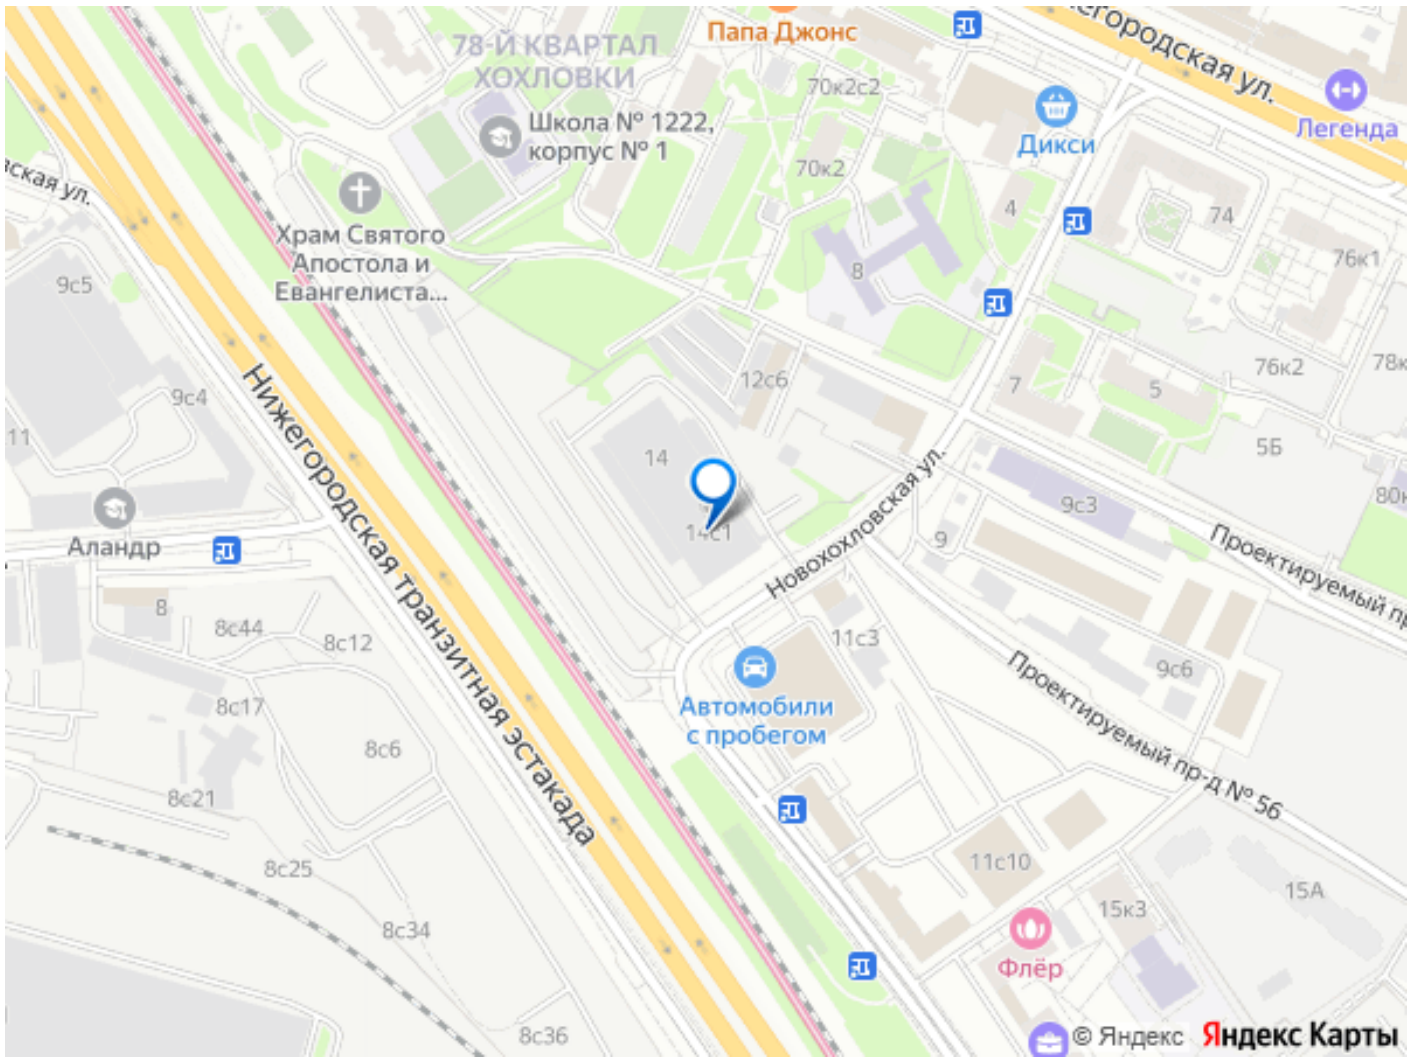 Папа Джонс
Нижегородская ул.
78-Й КВАРТАЛ
ХОХЛОВКИ
70к2с2
Легенда
Школа № 1222,
корпус № 1
Дикси
70к2
4
74
76к1
Храм Святого
Апостола и
Евангелиста...
8
9с5
9с4
12с6
7
5
76к2
11
14
5Б
Нижегородская транзитная эстакада
14с1
Новохохловская ул.
9с3
9
Аландр
Проектируемый
8
8с44
8с12
11с3
9с6
Проектируемый пр-д № 56
Автомобили
с пробегом
8с17
8с6
8с21
8с25
11с10
15А
15к3
8с34
Флёр
8с36
© Яндекс Яндекс Карты